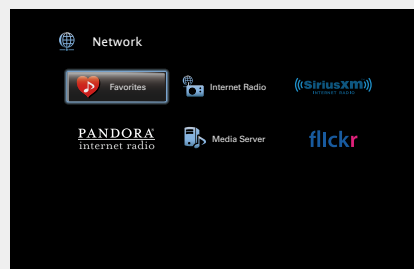 Network
Favorites
Internet Radio
((SiriusXM))
INTERNET RADIO
PANDORA
internet radio
Media Server
flickr